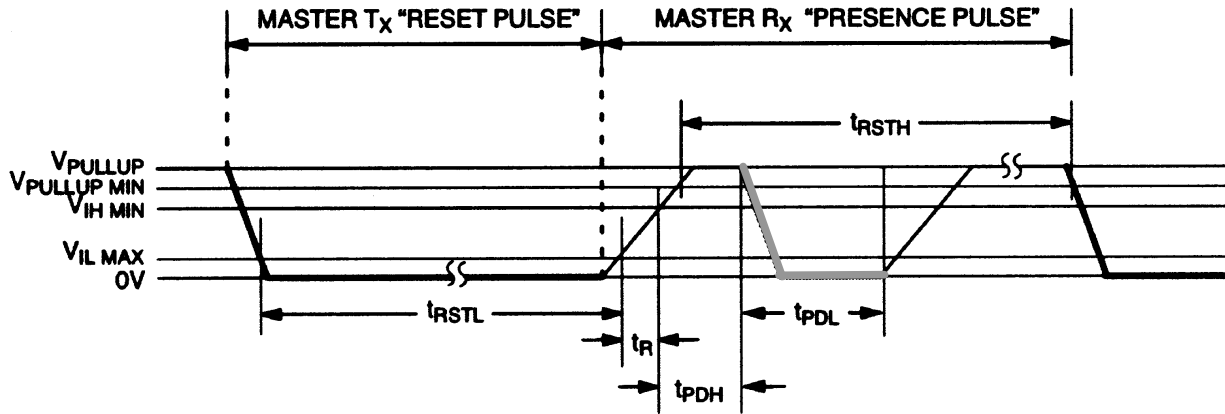 MASTER TX “RESET PULSE”
MASTER RX “PRESENCE PULSE”
tRSTH
VPULLUP
VPULLUP MIN
VIH MIN
VIL MAX
0V
tRSTL
tPDL
tR
tPDH